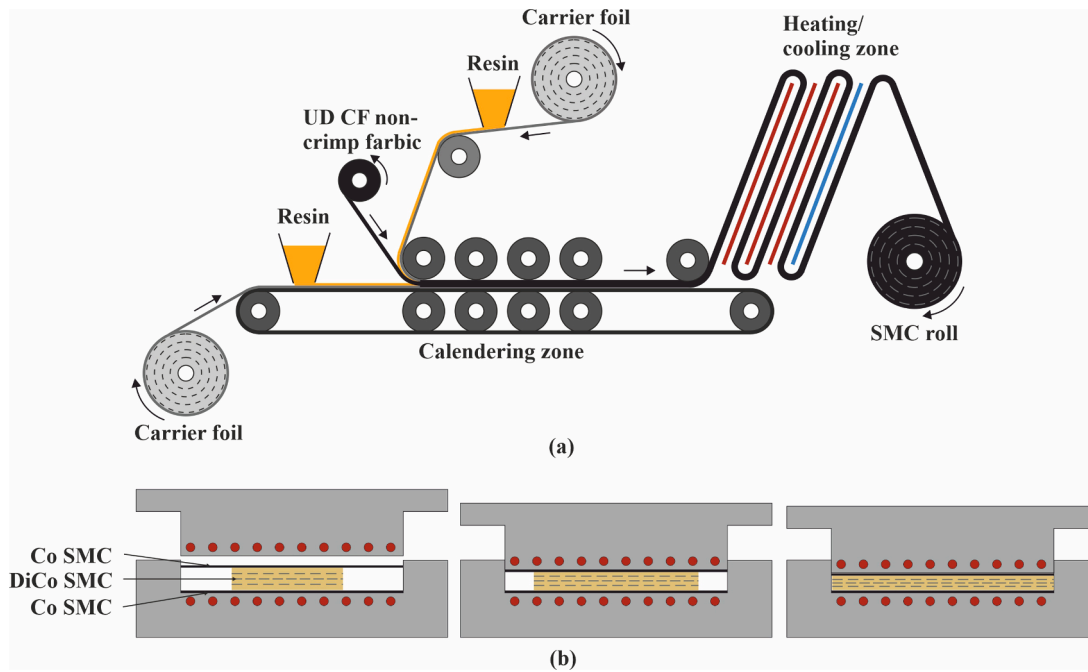 Carrier foil
Heating/
cooling zone
Resin
UD CF non-
crimp farbic
Resin
SMC roll
Calendering zone
Carrier foil
(a)
Co SMC
DiCo SMC
Co SMC
(b)